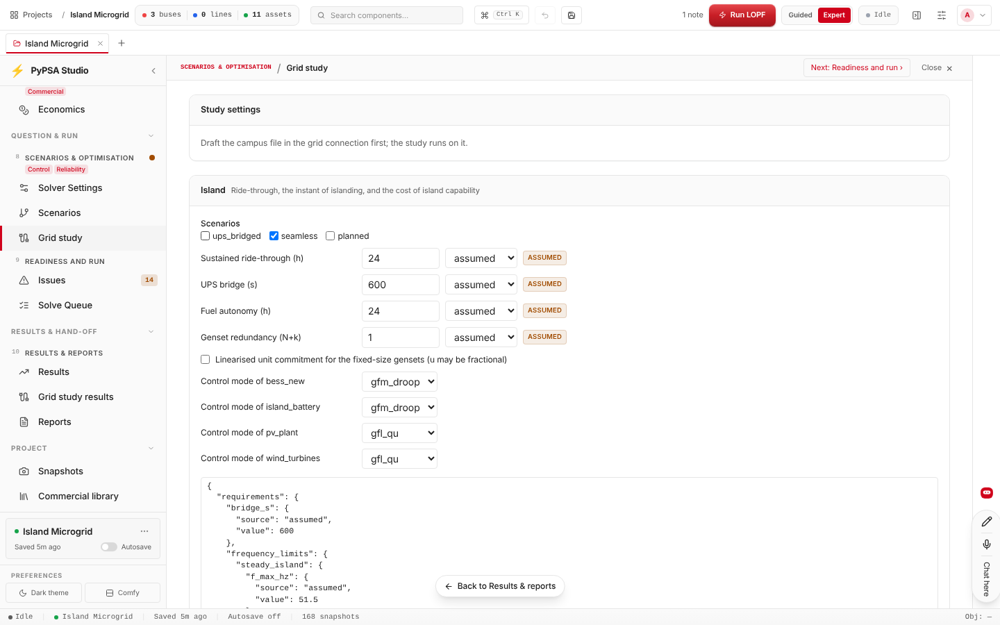 Projects / Island Microgrid
3 buses 0 lines 11 assets
Search components...
⌘ Ctrl K
1 note
Run LOPF
Guided Expert
Idle
A
Island Microgrid ×
+
PyPSA Studio
Commercial
Economics
QUESTION & RUN
9 SCENARIOS & OPTIMISATION
Control Reliability
Solver Settings
Scenarios
Grid study
9 READINESS AND RUN
Issues 14
Solve Queue
RESULTS & HAND-OFF
10 RESULTS & REPORTS
Results
Grid study results
Reports
PROJECT
Snapshots
Commercial library
Island Microgrid ...
Saved 5m ago Autosave
PREFERENCES
Dark theme Comfy
SCENARIOS & OPTIMISATION / Grid study
Next: Readiness and run ›
Close ×
Study settings
Draft the campus file in the grid connection first; the study runs on it.
Island Ride-through, the instant of islanding, and the cost of island capability
Scenarios
ups_bridged seamless planned
Sustained ride-through (h) 24 assumed ASSUMED
UPS bridge (s) 600 assumed ASSUMED
Fuel autonomy (h) 24 assumed ASSUMED
Genset redundancy (N+k) 1 assumed ASSUMED
Linearised unit commitment for the fixed-size gensets (u may be fractional)
Control mode of bess_new gfm_droop
Control mode of island_battery gfm_droop
Control mode of pv_plant gfl_qu
Control mode of wind_turbines gfl_qu
{
"requirements": {
"bridge_s": {
"source": "assumed",
"value": 600
},
"frequency_limits": {
"steady_island": {
"f_max_hz": {
"source": "assumed",
"value": 51.5
← Back to Results & reports
Chat here
Idle Island Microgrid Saved 5m ago Autosave off 168 snapshots
Obj: —